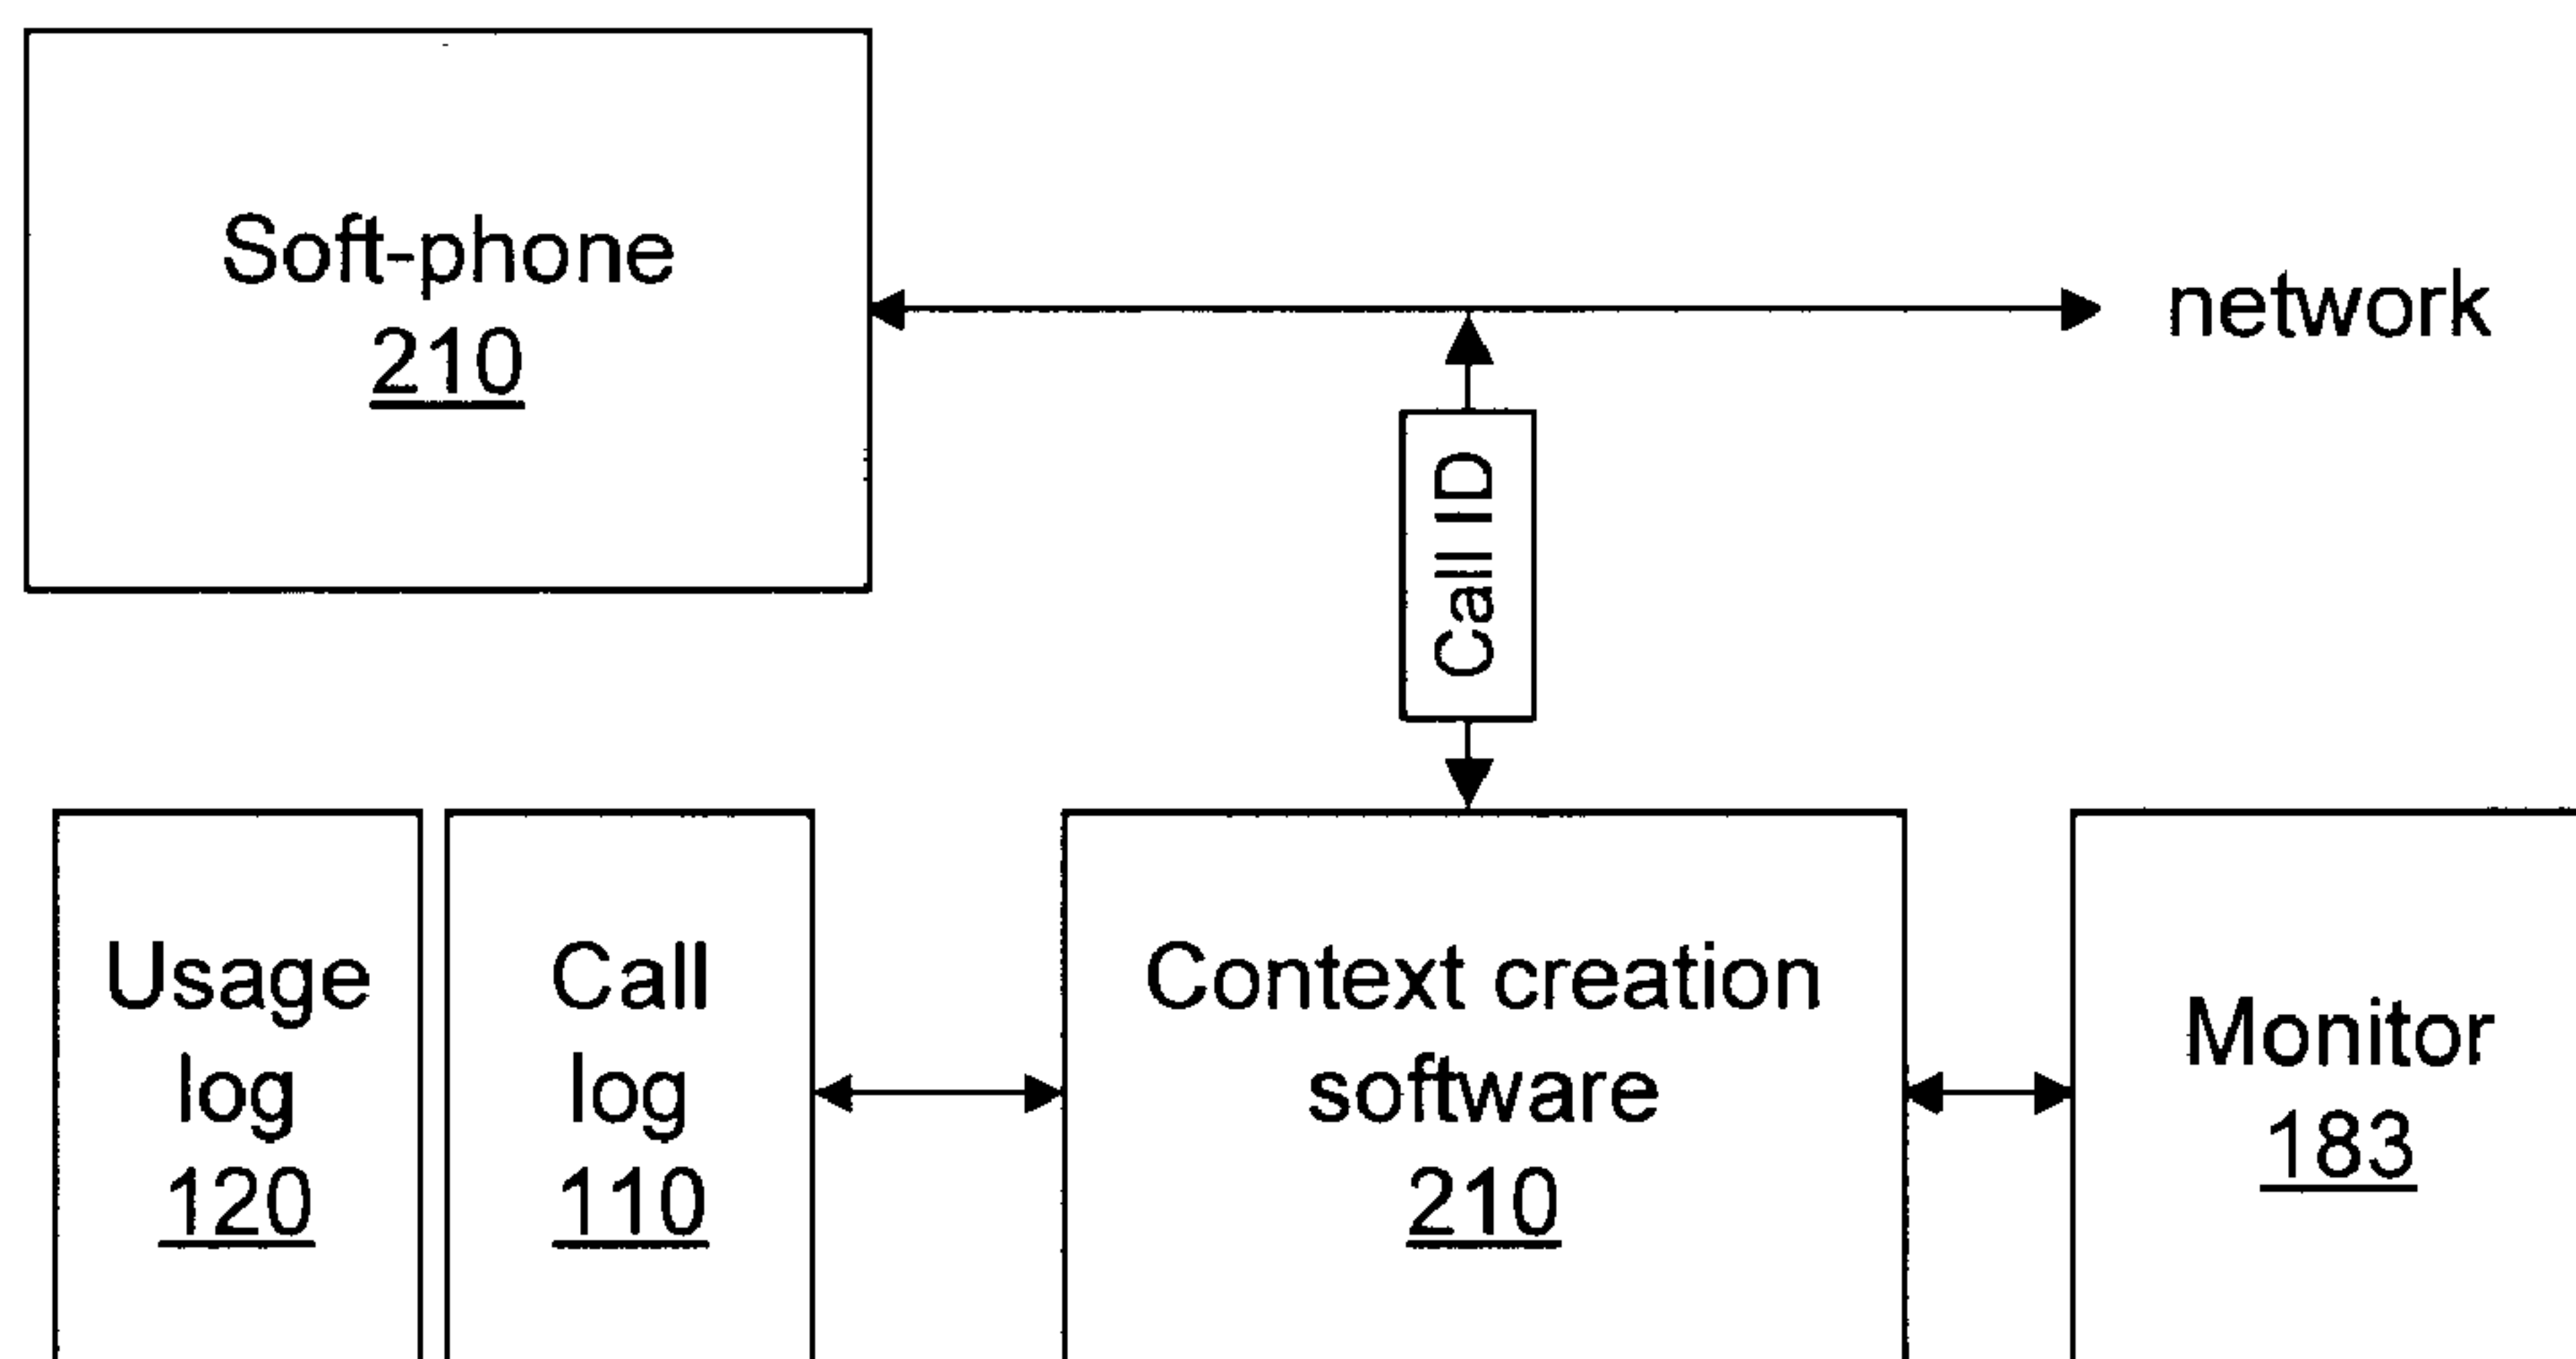 Soft-phone
210
network
Call ID
Usage
log
120
Call
log
110
Context creation
software
210
Monitor
183